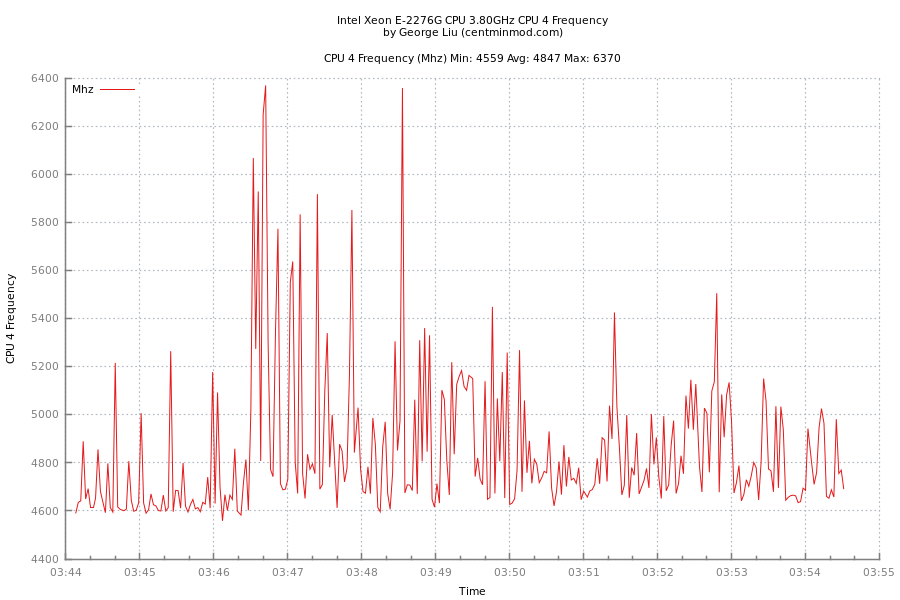 Intel Xeon E-2276G CPU 3.80GHz CPU 4 Frequency
by George Liu (centminmod.com)
CPU 4 Frequency (Mhz) Min: 4559 Avg: 4847 Max: 6370
Mhz
6400
6200
6000
5800
5600
5400
5200
5000
4800
4600
4400
CPU 4 Frequency
03:44 03:45 03:46 03:47 03:48 03:49 03:50 03:51 03:52 03:53 03:54 03:55
Time